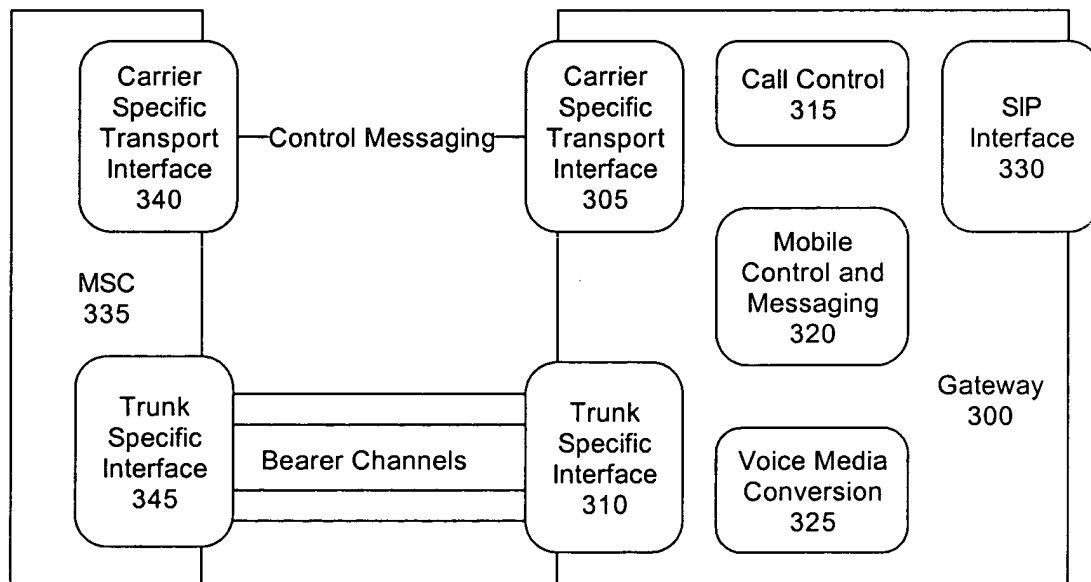 Carrier
Specific
Transport
Interface
340
Control Messaging
Carrier
Specific
Transport
Interface
305
Call Control
315
SIP
Interface
330
MSC
335
Mobile
Control and
Messaging
320
Gateway
300
Trunk
Specific
Interface
345
Bearer Channels
Trunk
Specific
Interface
310
Voice Media
Conversion
325